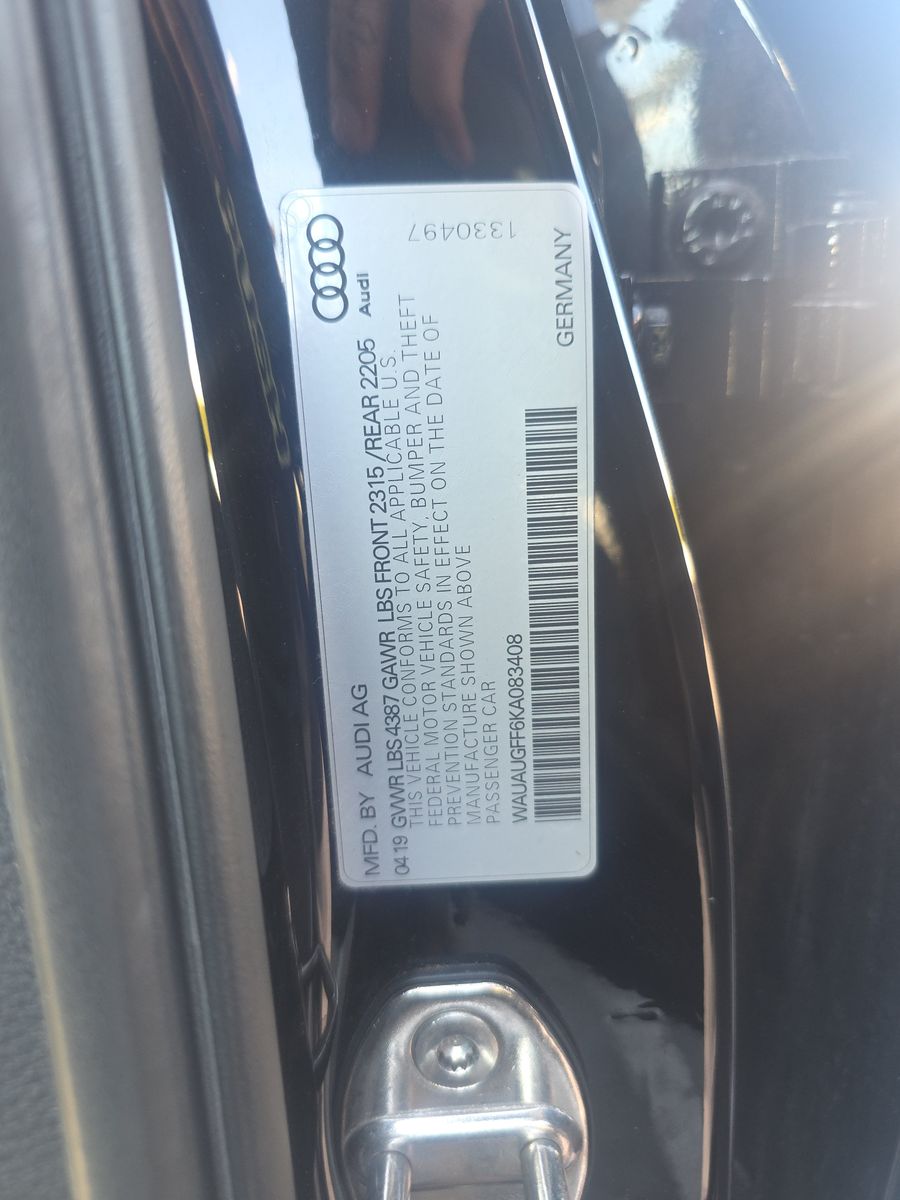 Audi
MFD. BY AUDI AG
04 19 GVWR LBS 4387 GAWR LBS FRONT 2315 /REAR 2205
THIS VEHICLE CONFORMS TO ALL APPLICABLE U.S.
FEDERAL MOTOR VEHICLE SAFETY, BUMPER AND THEFT
PREVENTION STANDARDS IN EFFECT ON THE DATE OF
MANUFACTURE SHOWN ABOVE
PASSENGER CAR
1330497
WAUAUGFF6KA083408
GERMANY